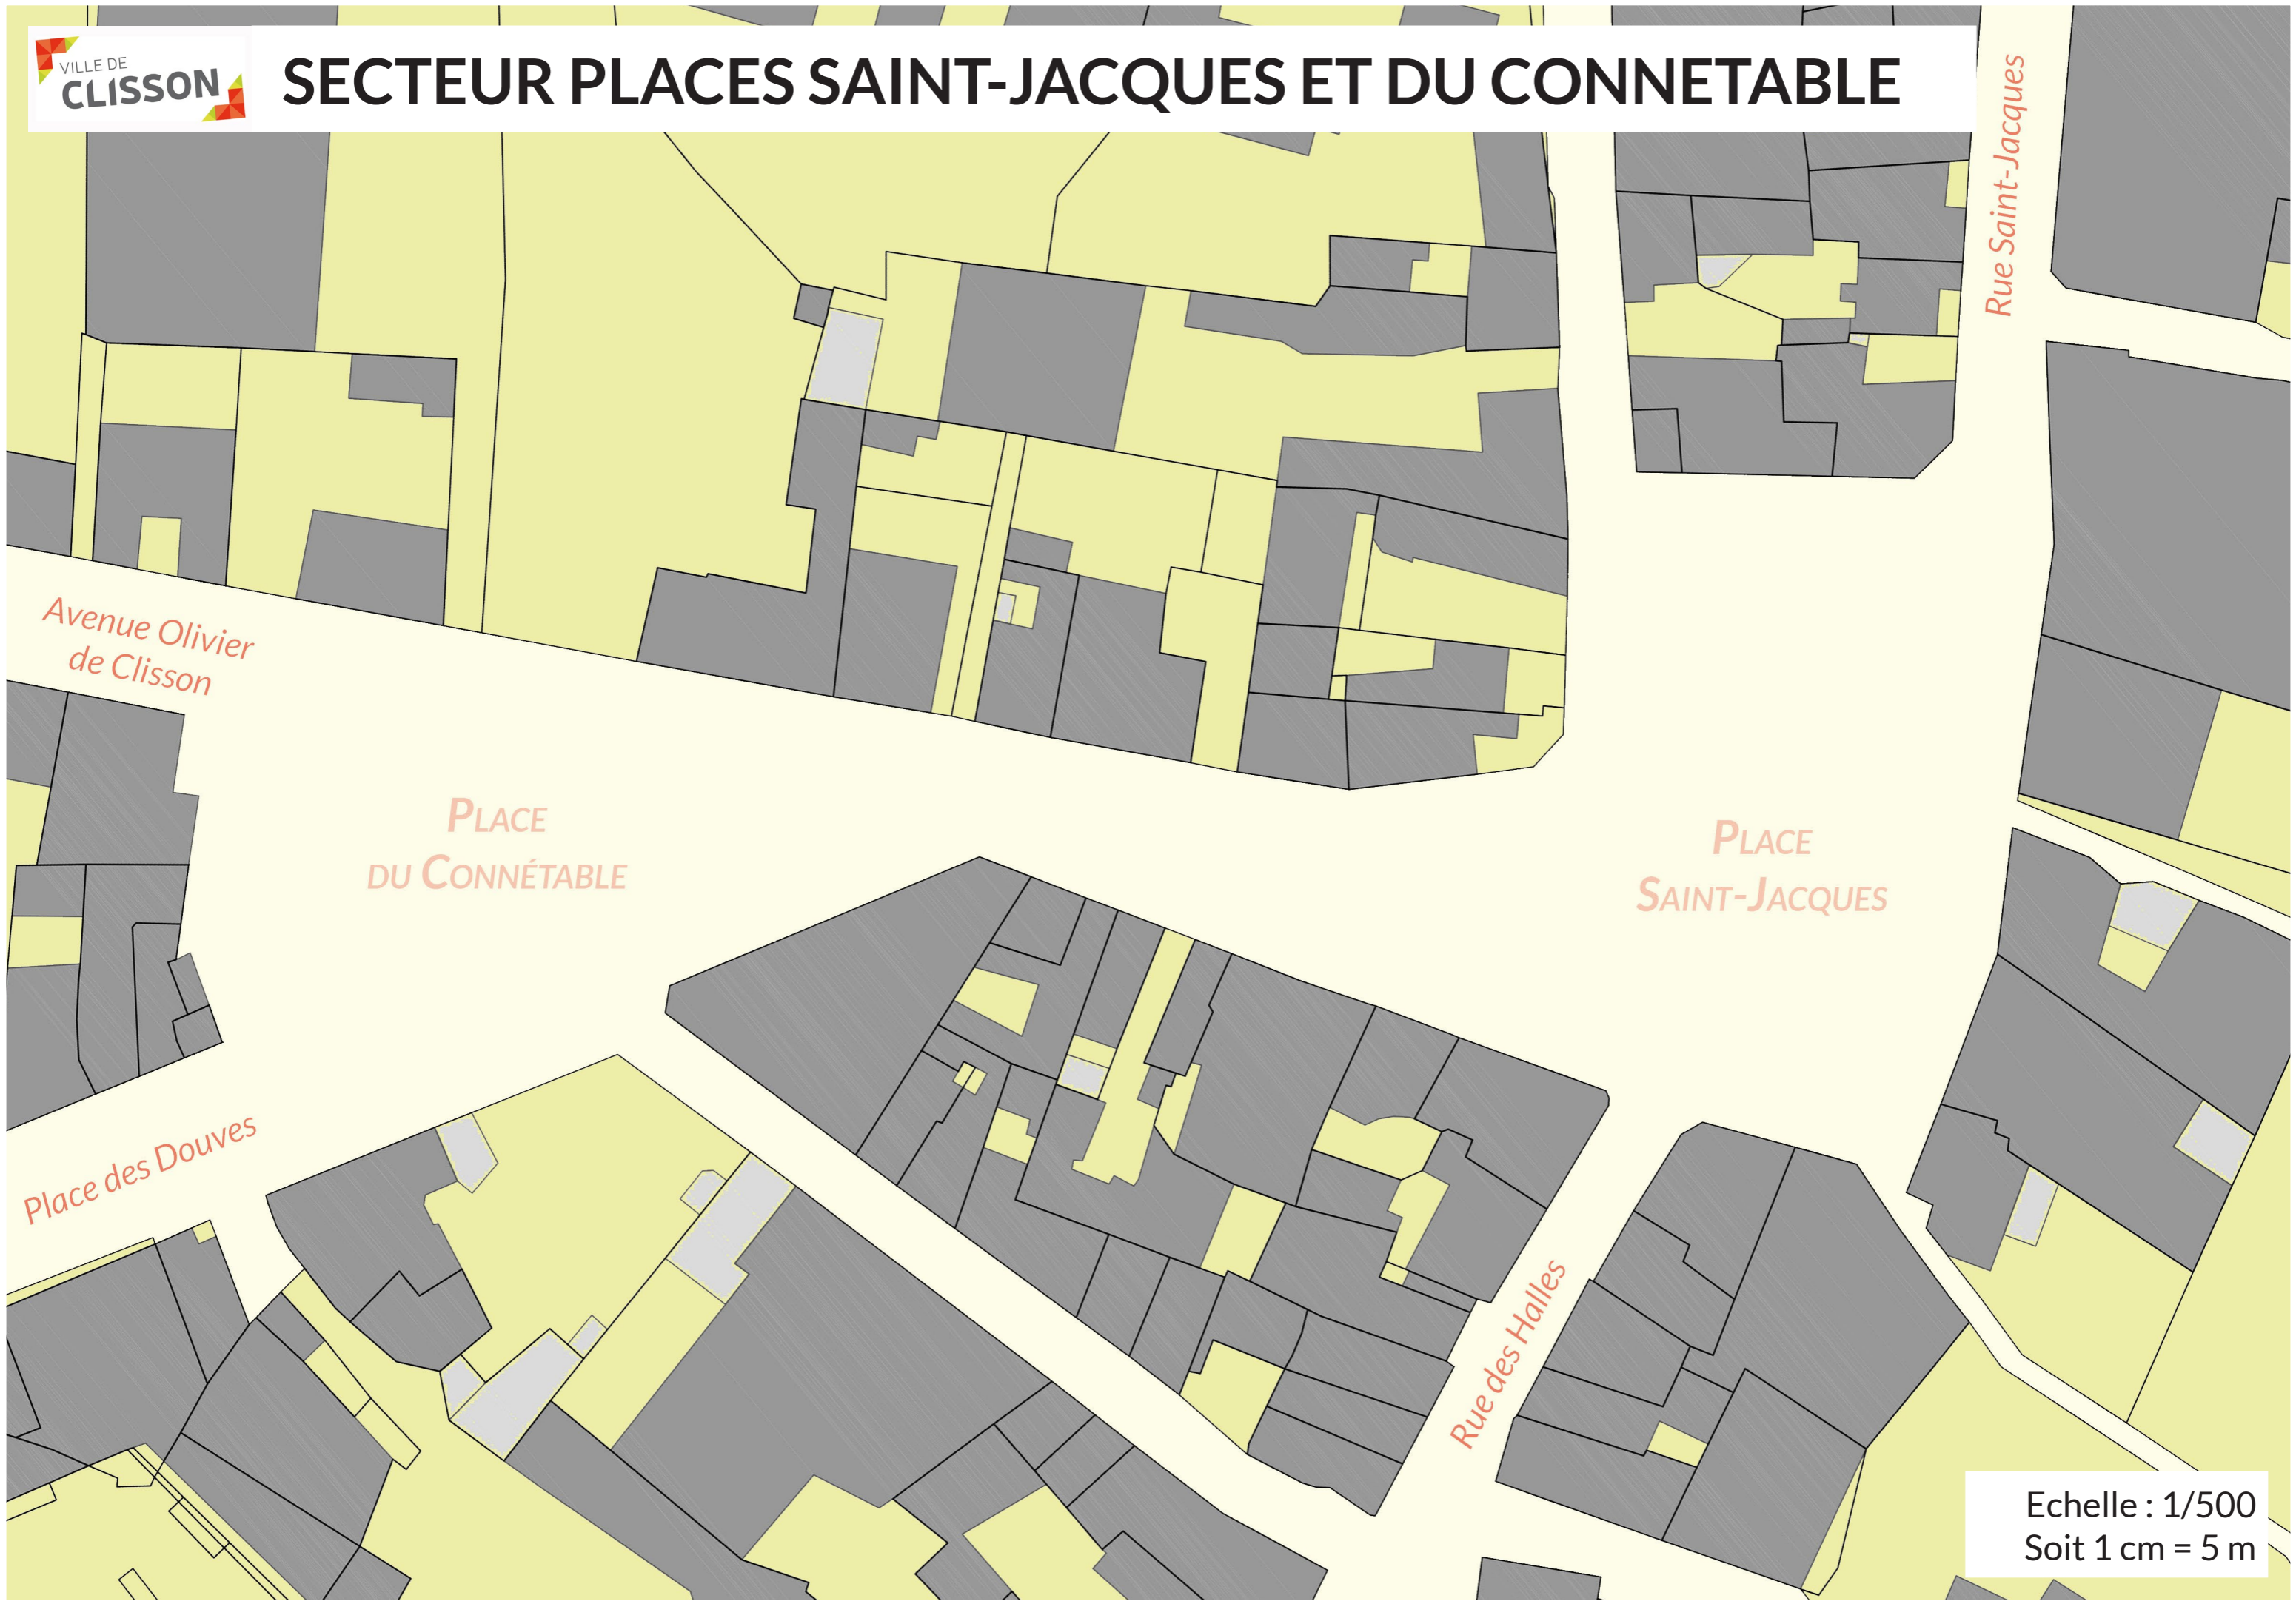 VILLE DE
CLISSON
SECTEUR PLACES SAINT-JACQUES ET DU CONNETABLE
Rue Saint-Jacques
Avenue Olivier
de Clisson
PLACE
DU CONNÉTABLE
PLACE
SAINT-JACQUES
Place des Douves
Rue des Halles
Echelle : 1/500
Soit 1 cm = 5 m